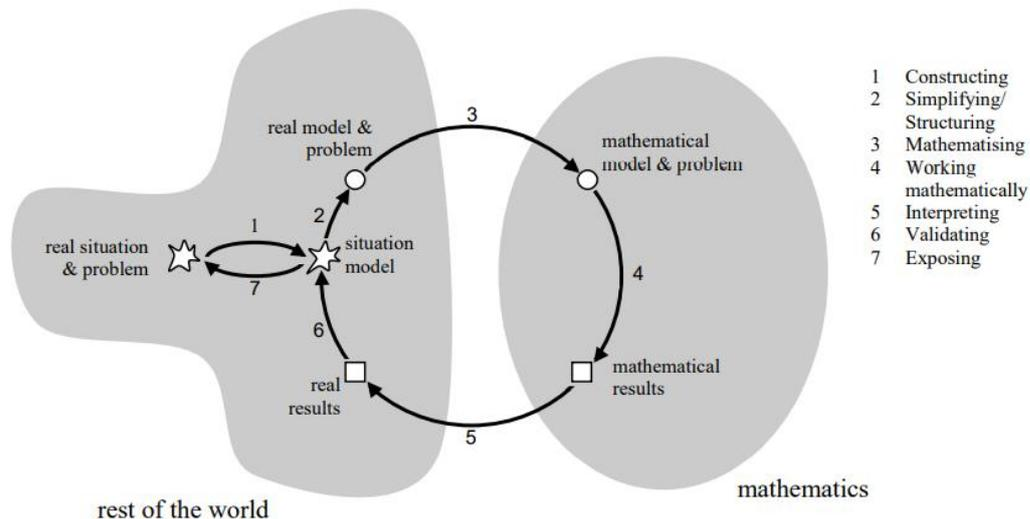 real model &
problem
3
mathematical
model & problem
1
2
real situation
& problem
situation
model
7
4
6
real
results
mathematical
results
5
rest of the world
mathematics
1 Constructing
2 Simplifying/
Structuring
3 Mathematising
4 Working
mathematically
5 Interpreting
6 Validating
7 Exposing